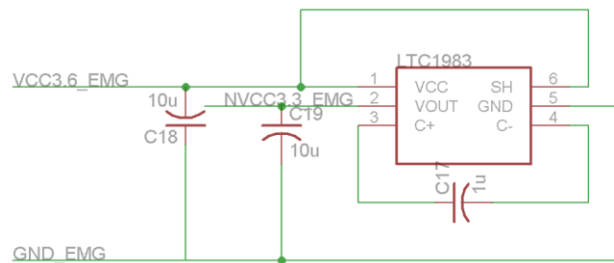 LTC1983
VCC3.6_EMG
1
VCC
SH
6
10u
NVCC3.3_EMG
2
VOUT
GND
5
C19
3
C+
C-
4
C18
10u
C17
1u
GND_EMG